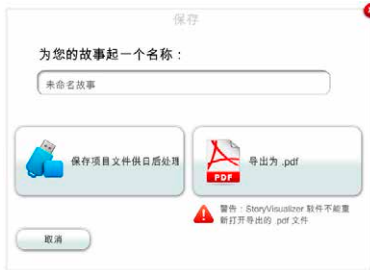 保存
为您的故事起一个名称：
未命名故事
保存项目文件供日后处理
导出为 .pdf
PDF
警告：StoryVisualizer 软件不能重
新打开导出的 .pdf 文件
取消